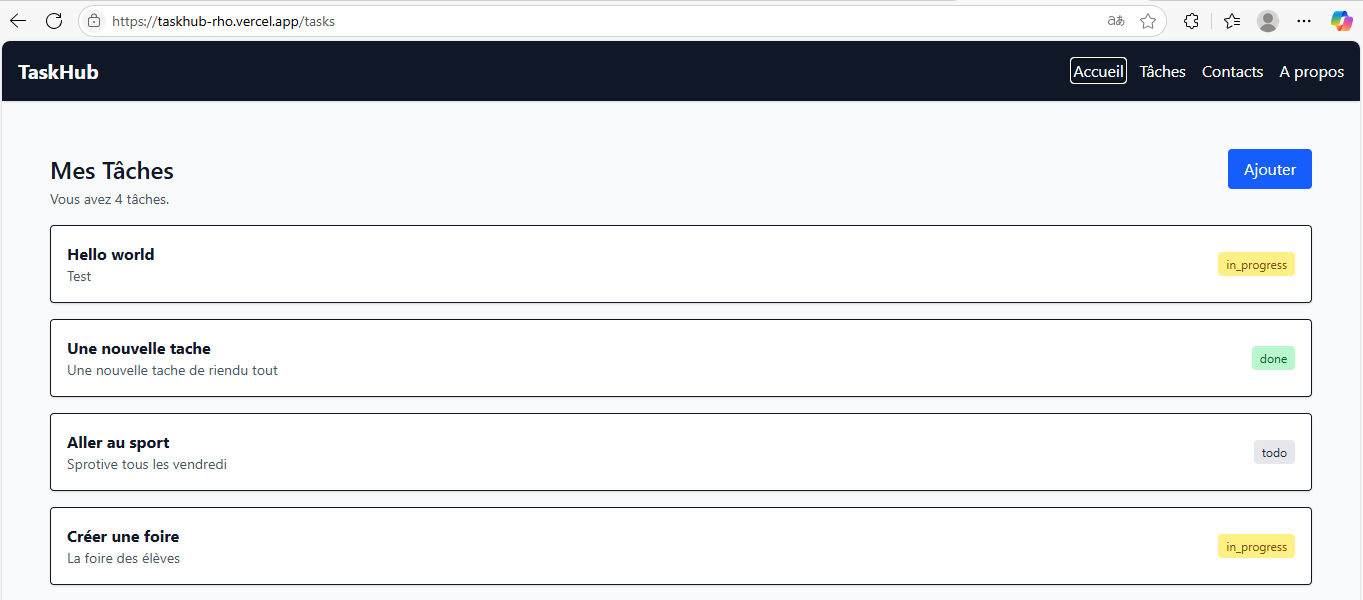 https://taskhub-rho.vercel.app/tasks
TaskHub
Accueil Tâches Contacts A propos
Mes Tâches
Ajouter
Vous avez 4 tâches.
Hello world
Test
in_progress
Une nouvelle tache
Une nouvelle tache de riendu tout
done
Aller au sport
Sprotive tous les vendredi
todo
Créer une foire
La foire des élèves
in_progress